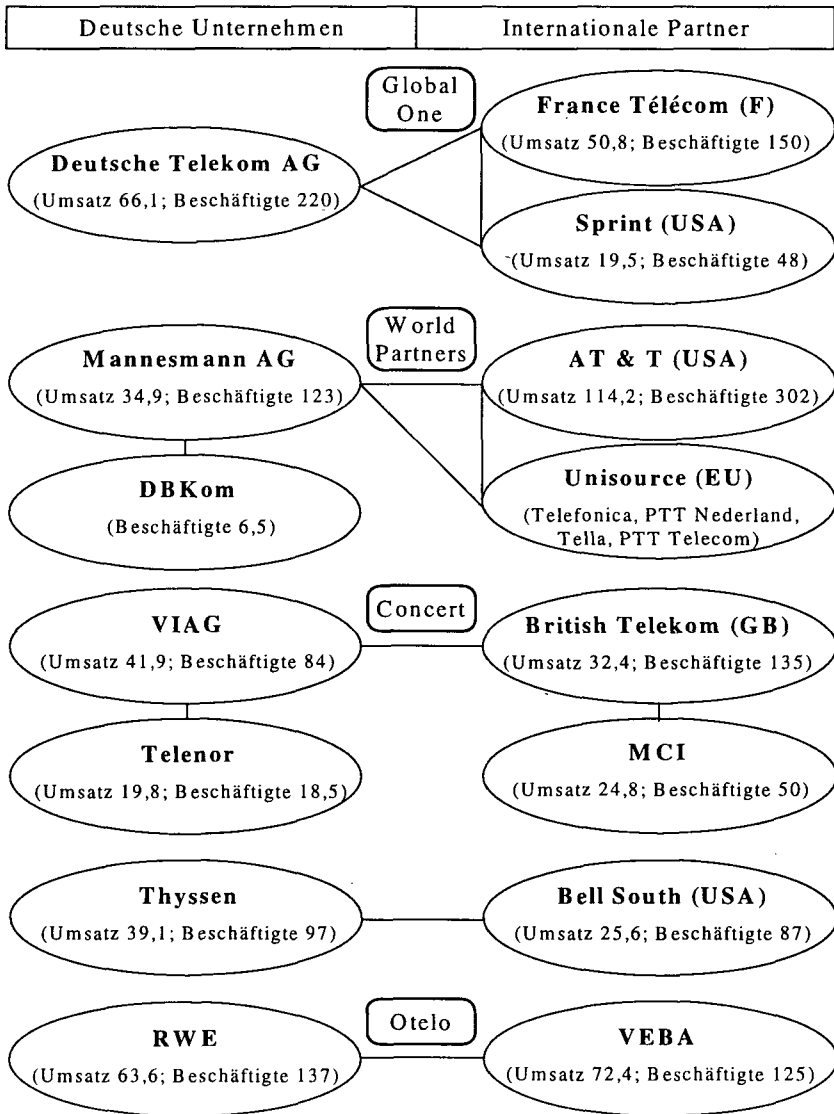 Deutsche Unternehmen
Internationale Partner
Global
One
France Télécom (F)
(Umsatz 50,8; Beschäftigte 150)
Deutsche Telekom AG
(Umsatz 66,1; Beschäftigte 220)
Sprint (USA)
(Umsatz 19,5; Beschäftigte 48)
World
Partners
Mannesmann AG
(Umsatz 34,9; Beschäftigte 123)
AT & T (USA)
(Umsatz 114,2; Beschäftigte 302)
DBKom
(Beschäftigte 6,5)
Unisource (EU)
(Telefonica, PTT Nederland,
Tella, PTT Telecom)
Concert
VIAG
(Umsatz 41,9; Beschäftigte 84)
British Telekom (GB)
(Umsatz 32,4; Beschäftigte 135)
Telenor
(Umsatz 19,8; Beschäftigte 18,5)
MCI
(Umsatz 24,8; Beschäftigte 50)
Thyssen
(Umsatz 39,1; Beschäftigte 97)
Bell South (USA)
(Umsatz 25,6; Beschäftigte 87)
Otelo
RWE
(Umsatz 63,6; Beschäftigte 137)
VEBA
(Umsatz 72,4; Beschäftigte 125)